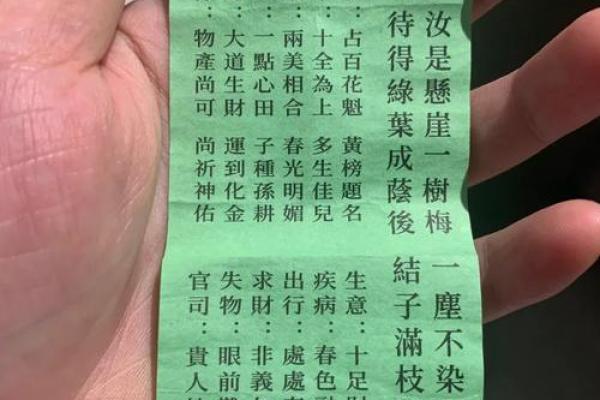 汝是懸崖一樹梅 一塵不染
待得綠葉成蔭後 結子滿枝
：占百花魁 黃榜題名
：十全為上 多生佳兒
：兩美相合 春光明媚
：一點心田 子種孫耕
：大道生財 運到化金
：物產尚可 尚祈神佑
生意：十足
疾病：春色
出行：處處
求財：非義
失物：眼前
官司：貴人